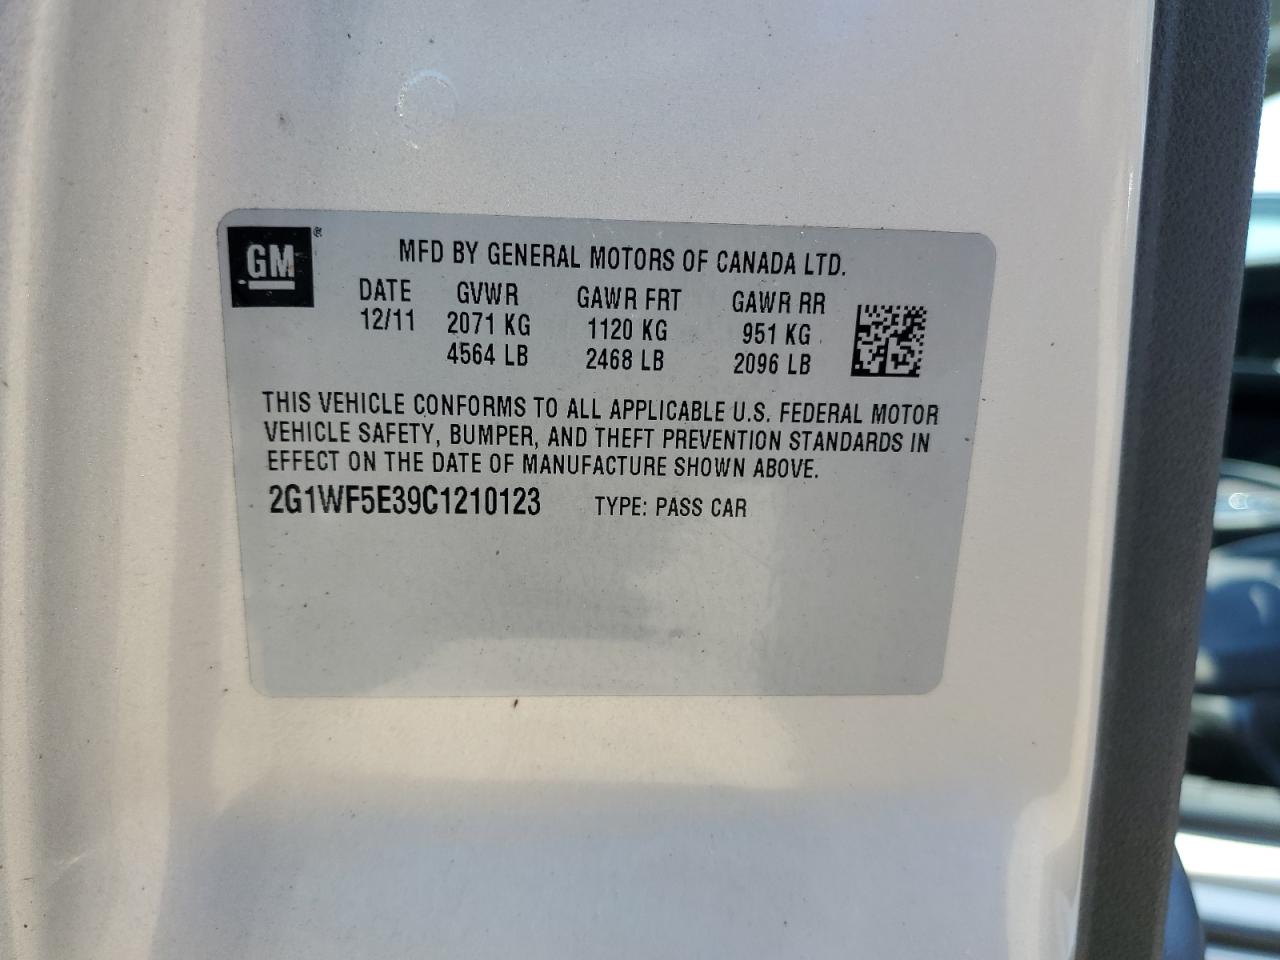 GM ®
MFD BY GENERAL MOTORS OF CANADA LTD.
DATE GVWR GAWR FRT GAWR RR
12/11 2071 KG 1120 KG 951 KG
4564 LB 2468 LB 2096 LB
THIS VEHICLE CONFORMS TO ALL APPLICABLE U.S. FEDERAL MOTOR
VEHICLE SAFETY, BUMPER, AND THEFT PREVENTION STANDARDS IN
EFFECT ON THE DATE OF MANUFACTURE SHOWN ABOVE.
2G1WF5E39C1210123 TYPE: PASS CAR